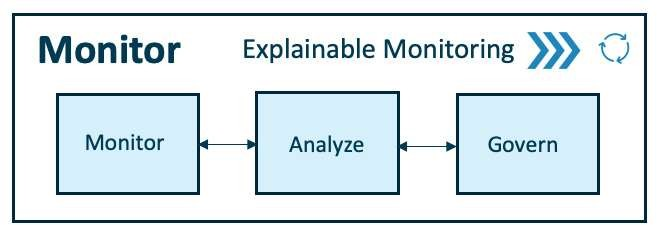 Monitor
Explainable Monitoring
Monitor
Analyze
Govern